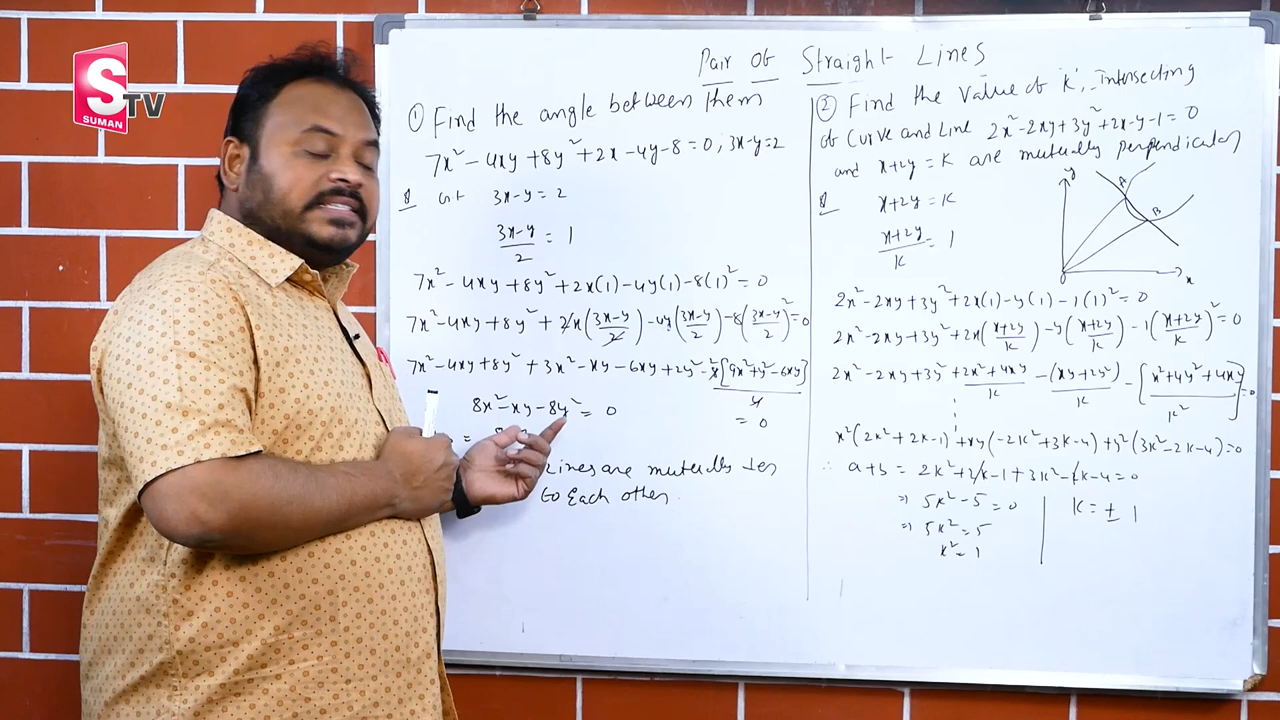 S TV
SUMAN
Pair of Straight Lines
① Find the angle between them
7x² - 4xy + 8y² + 2x - 4y - 8 = 0; 3x-y=2
3x-y = 2
(3x-y)/2 = 1
7x² - 4xy + 8y² + 2x(1) - 4y(1) - 8(1)² = 0
7x² - 4xy + 8y² + 2x((3x-y)/2) - 4y((3x-y)/2) - 8((3x-y)/2)² = 0
7x² - 4xy + 8y² + 3x² - xy - 6xy + 2y² - 8[9x²+y²-6xy]/4
= 0
8x² - xy - 8y² = 0
Lines are mutually ⊥er
to Each other.
② Find the value of 'k', intersecting
of Curve and Line 2x² - 2xy + 3y² + 2x - y - 1 = 0
and x+2y = k are mutually perpendicular
y
A
B
x
x+2y = k
(x+2y)/k = 1
2x² - 2xy + 3y² + 2x(1) - y(1) - 1(1)² = 0
2x² - 2xy + 3y² + 2x((x+2y)/k) - y((x+2y)/k) - 1((x+2y)/k)² = 0
2x² - 2xy + 3y² + (2x²+4xy)/k - (xy+2y²)/k - [(x²+4y²+4xy)/k²] = 0
x²(2k²+2k-1) + xy(-2k²+3k-4) + y²(3k²-2k-4) = 0
∴ a+b = 2k²+2k-1+3k²-2k-4 = 0
⇒ 5k² - 5 = 0
⇒ 5k² = 5
k² = 1
k = ± 1